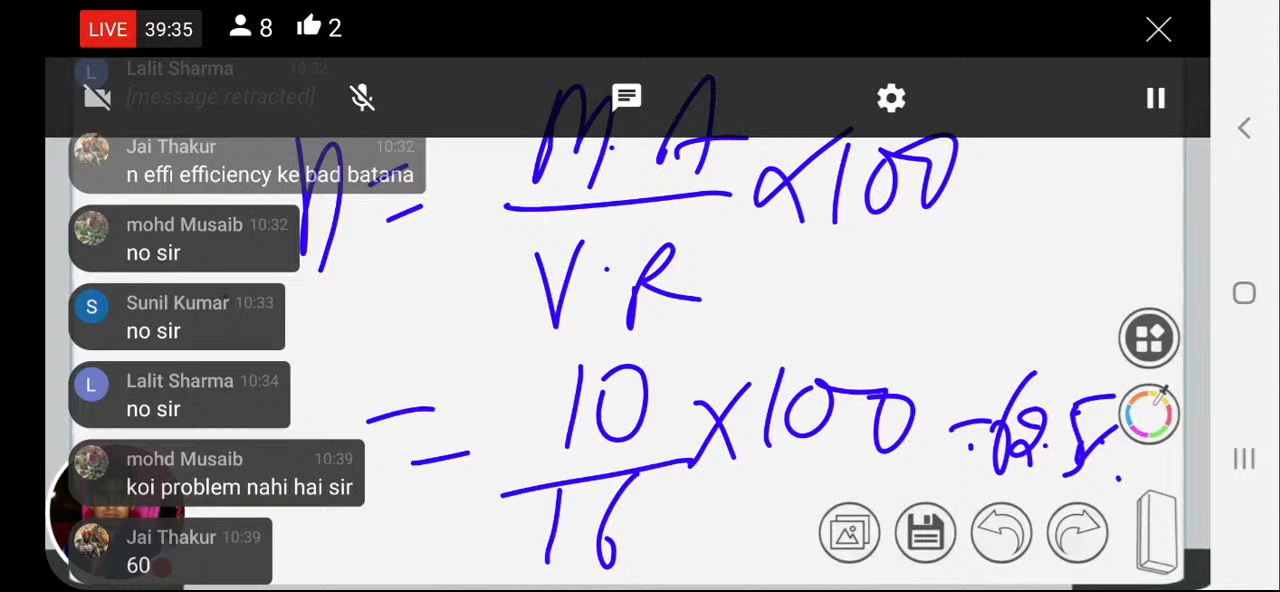 LIVE 39:35 8 2
L Lalit Sharma 10:32
[message retracted]
Jai Thakur 10:32
n effi efficiency ke bad batana
mohd Musaib 10:32
no sir
S Sunil Kumar 10:33
no sir
L Lalit Sharma 10:34
no sir
mohd Musaib 10:39
koi problem nahi hai sir
Jai Thakur 10:39
60
η = M.A × 100
V.R
= 10 × 100
16